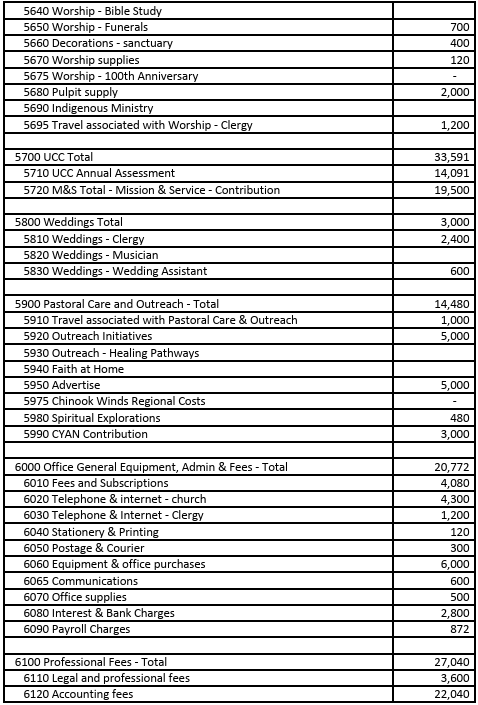 5640 Worship - Bible Study
5650 Worship - Funerals 700
5660 Decorations - sanctuary 400
5670 Worship supplies 120
5675 Worship - 100th Anniversary -
5680 Pulpit supply 2,000
5690 Indigenous Ministry
5695 Travel associated with Worship - Clergy 1,200
5700 UCC Total 33,591
5710 UCC Annual Assessment 14,091
5720 M&S Total - Mission & Service - Contribution 19,500
5800 Weddings Total 3,000
5810 Weddings - Clergy 2,400
5820 Weddings - Musician
5830 Weddings - Wedding Assistant 600
5900 Pastoral Care and Outreach - Total 14,480
5910 Travel associated with Pastoral Care & Outreach 1,000
5920 Outreach Initiatives 5,000
5930 Outreach - Healing Pathways
5940 Faith at Home
5950 Advertise 5,000
5975 Chinook Winds Regional Costs -
5980 Spiritual Explorations 480
5990 CYAN Contribution 3,000
6000 Office General Equipment, Admin & Fees - Total 20,772
6010 Fees and Subscriptions 4,080
6020 Telephone & internet - church 4,300
6030 Telephone & Internet - Clergy 1,200
6040 Stationery & Printing 120
6050 Postage & Courier 300
6060 Equipment & office purchases 6,000
6065 Communications 600
6070 Office supplies 500
6080 Interest & Bank Charges 2,800
6090 Payroll Charges 872
6100 Professional Fees - Total 27,040
6110 Legal and professional fees 3,600
6120 Accounting fees 22,040